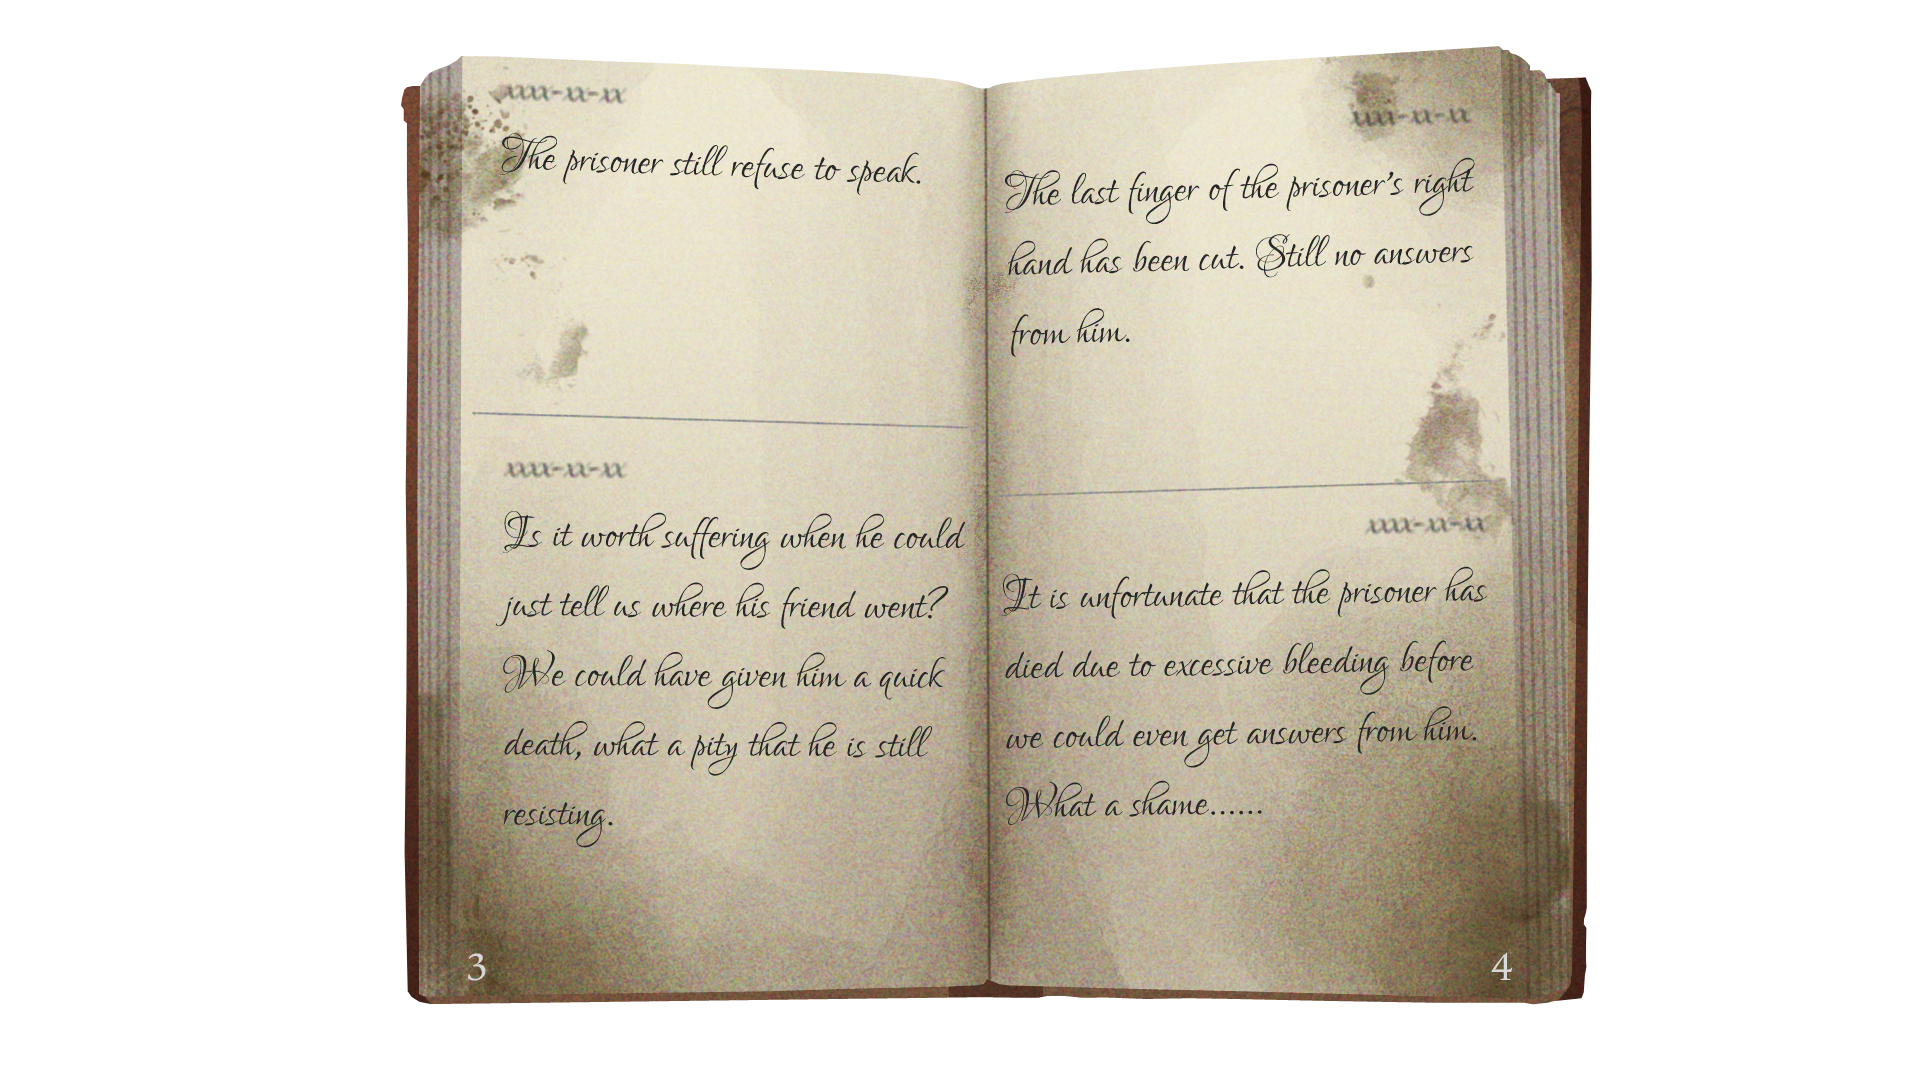 xxxx-xx-xx
The prisoner still refuse to speak.
xxxx-xx-xx
Is it worth suffering when he could
just tell us where his friend went?
We could have given him a quick
death, what a pity that he is still
resisting.
3
xxxx-xx-xx
The last finger of the prisoner's right
hand has been cut. Still no answers
from him.
xxxx-xx-xx
It is unfortunate that the prisoner has
died due to excessive bleeding before
we could even get answers from him.
What a shame......
4